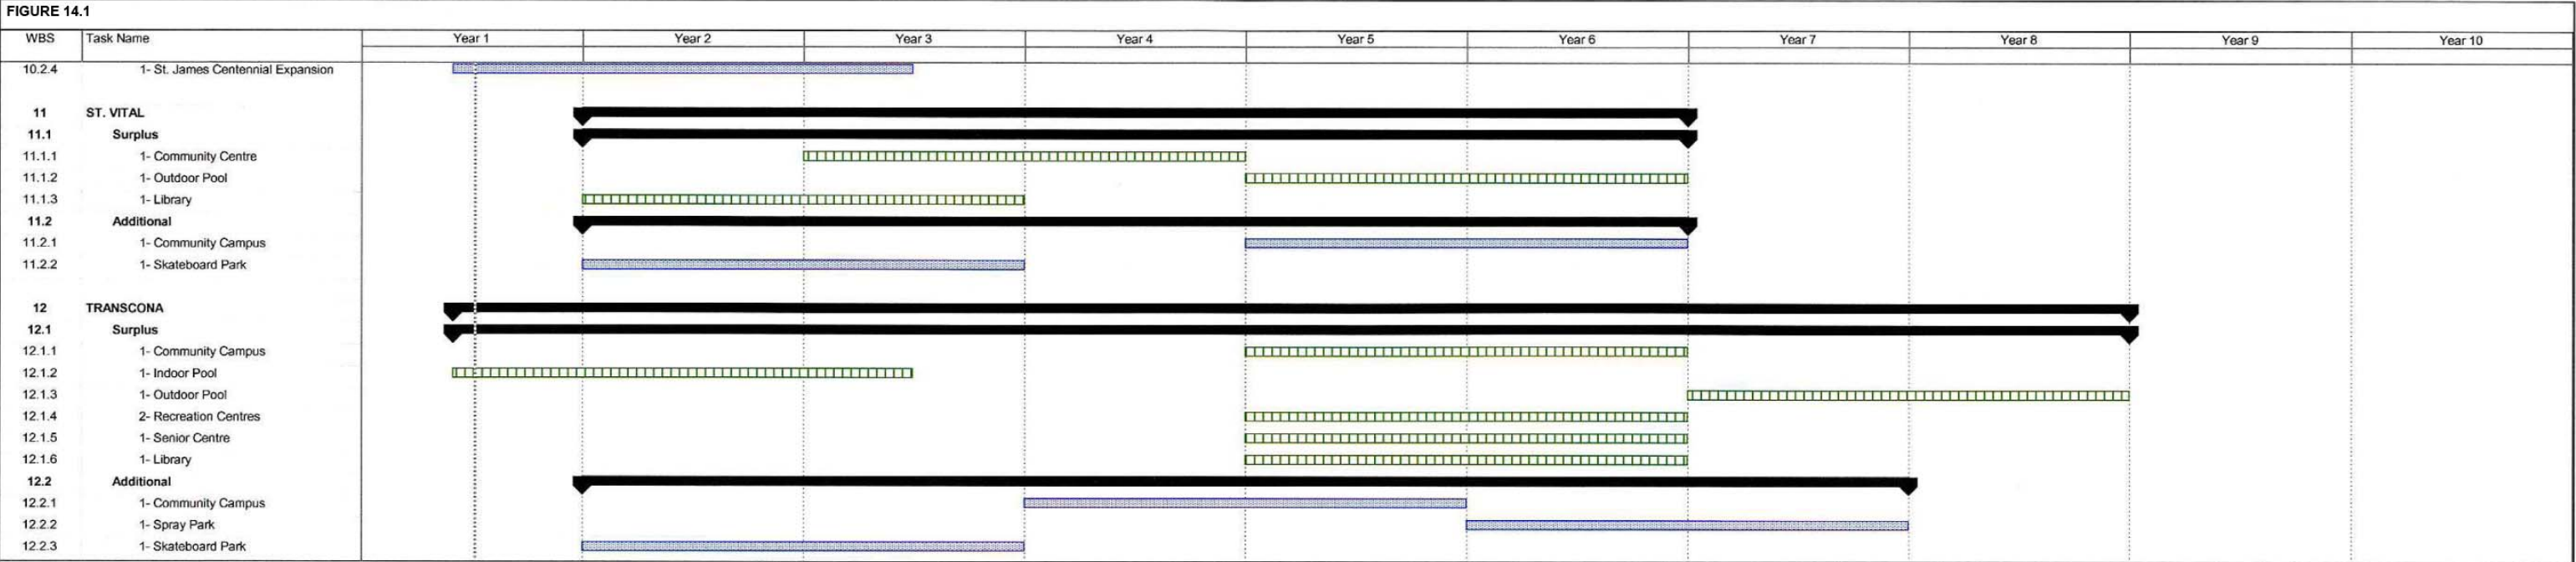 FIGURE 14.1
WBS Task Name Year 1 Year 2 Year 3 Year 4 Year 5 Year 6 Year 7 Year 8 Year 9 Year 10
10.2.4 1- St. James Centennial Expansion
11 ST. VITAL
11.1 Surplus
11.1.1 1- Community Centre
11.1.2 1- Outdoor Pool
11.1.3 1- Library
11.2 Additional
11.2.1 1- Community Campus
11.2.2 1- Skateboard Park
12 TRANSCONA
12.1 Surplus
12.1.1 1- Community Campus
12.1.2 1- Indoor Pool
12.1.3 1- Outdoor Pool
12.1.4 2- Recreation Centres
12.1.5 1- Senior Centre
12.1.6 1- Library
12.2 Additional
12.2.1 1- Community Campus
12.2.2 1- Spray Park
12.2.3 1- Skateboard Park